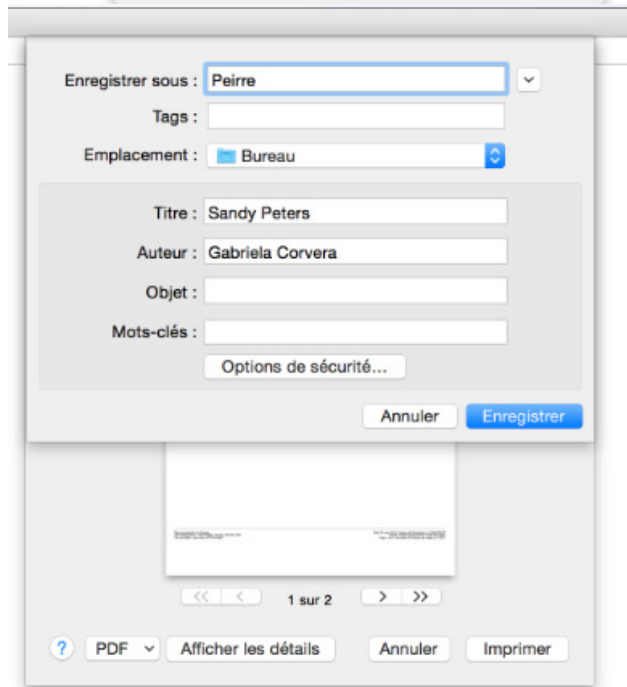 Enregistrer sous : Peirre
Tags :
Emplacement : Bureau
Titre : Sandy Peters
Auteur : Gabriela Corvera
Objet :
Mots-clés :
Options de sécurité...
Annuler Enregistrer
<< < 1 sur 2 > >>
? PDF Afficher les détails Annuler Imprimer